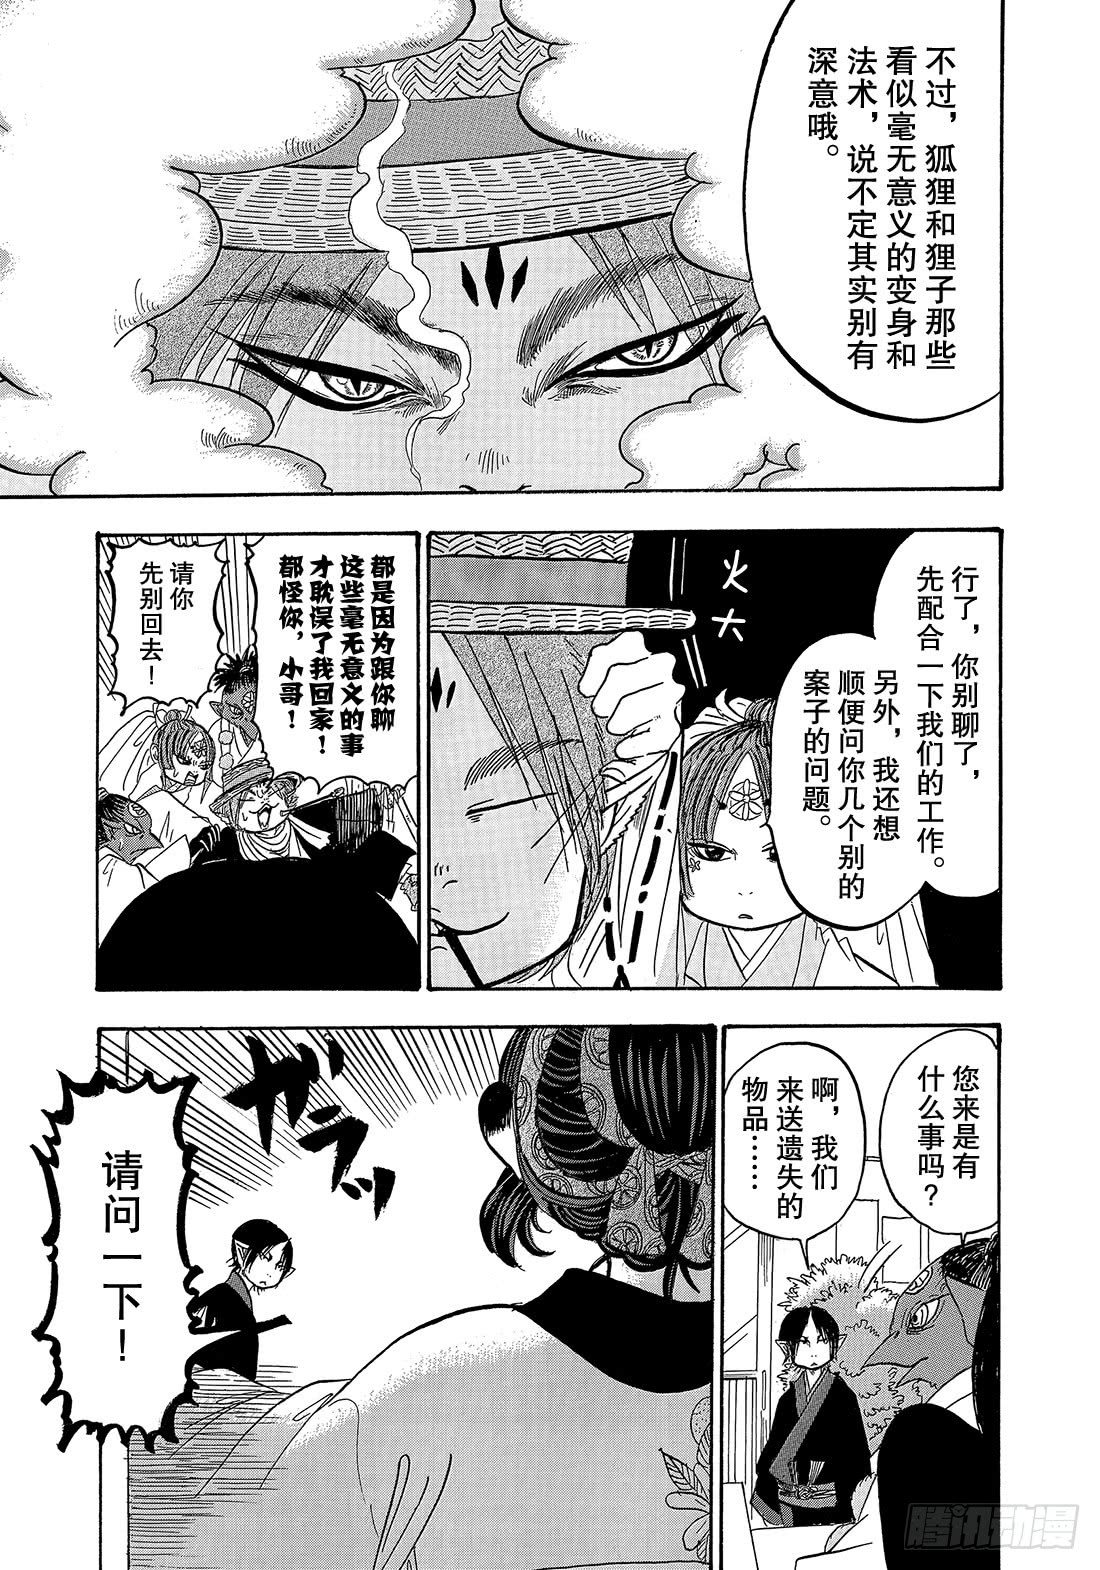 不过，狐狸和狸子那些
看似毫无意义的变身和
法术，说不定其实别有
深意哦。
行了，你别聊了，
先配合一下我们的工作。
另外，我还想
顺便问你几个别的
案子的问题。
火大
都是因为跟你聊
这些毫无意义的事
才耽误了我回家！
都怪你，小哥！
请你
先别回去！
您来是有
什么事吗？
啊，我们
来送遗失的
物品……
ガラッ
请问一下！
腾讯动漫